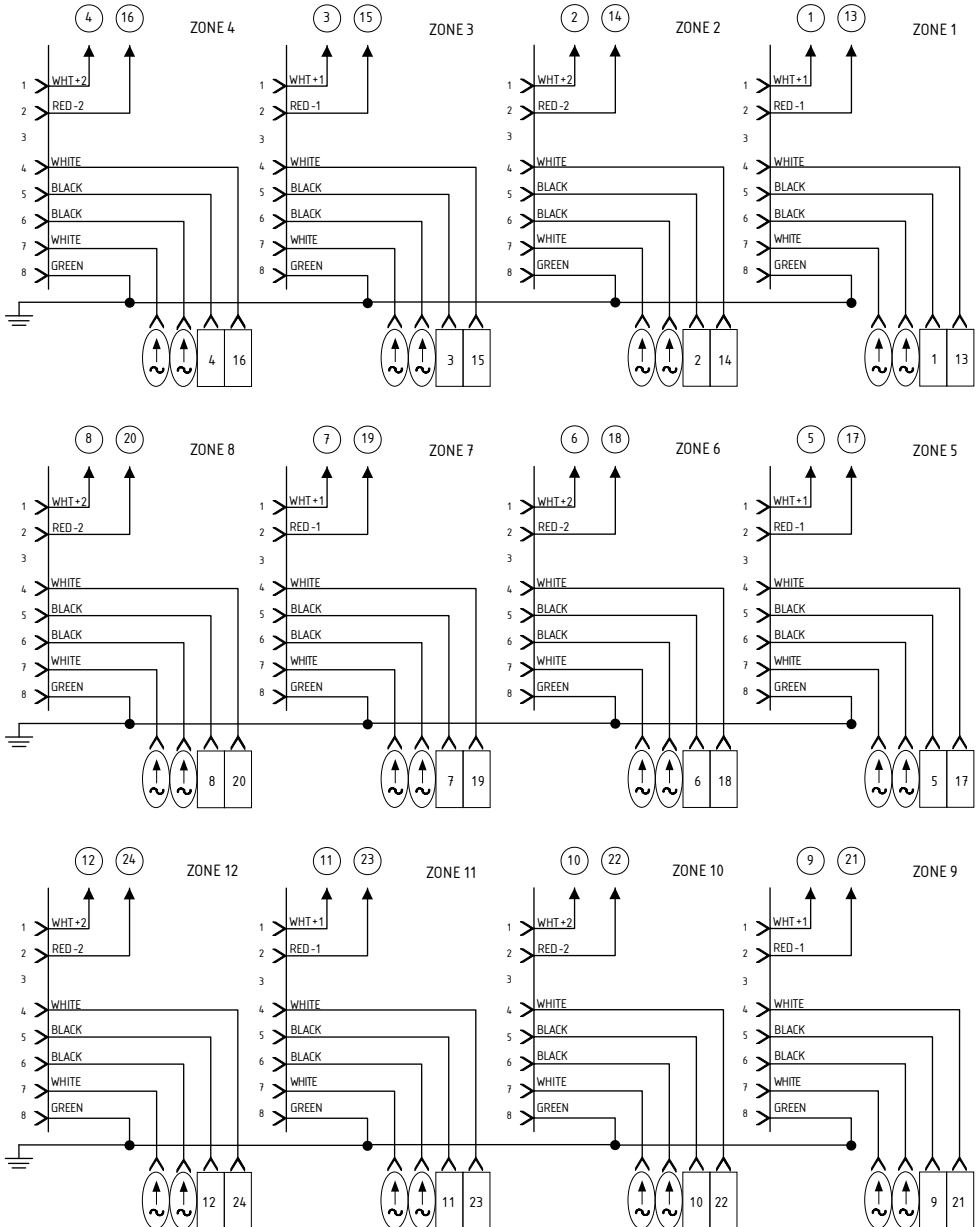 4 16 ZONE 4 3 15 ZONE 3 2 14 ZONE 2 1 13 ZONE 1
1 WHT+2 1 WHT+1 1 WHT+2 1 WHT+1
2 RED-2 2 RED-1 2 RED-2 2 RED-1
3 3 3 3
4 WHITE 4 WHITE 4 WHITE 4 WHITE
5 BLACK 5 BLACK 5 BLACK 5 BLACK
6 BLACK 6 BLACK 6 BLACK 6 BLACK
7 WHITE 7 WHITE 7 WHITE 7 WHITE
8 GREEN 8 GREEN 8 GREEN 8 GREEN
4 16 3 15 2 14 1 13
8 20 ZONE 8 7 19 ZONE 7 6 18 ZONE 6 5 17 ZONE 5
1 WHT+2 1 WHT+1 1 WHT+2 1 WHT+1
2 RED-2 2 RED-1 2 RED-2 2 RED-1
3 3 3 3
4 WHITE 4 WHITE 4 WHITE 4 WHITE
5 BLACK 5 BLACK 5 BLACK 5 BLACK
6 BLACK 6 BLACK 6 BLACK 6 BLACK
7 WHITE 7 WHITE 7 WHITE 7 WHITE
8 GREEN 8 GREEN 8 GREEN 8 GREEN
8 20 7 19 6 18 5 17
12 24 ZONE 12 11 23 ZONE 11 10 22 ZONE 10 9 21 ZONE 9
1 WHT+2 1 WHT+1 1 WHT+2 1 WHT+1
2 RED-2 2 RED-1 2 RED-2 2 RED-1
3 3 3 3
4 WHITE 4 WHITE 4 WHITE 4 WHITE
5 BLACK 5 BLACK 5 BLACK 5 BLACK
6 BLACK 6 BLACK 6 BLACK 6 BLACK
7 WHITE 7 WHITE 7 WHITE 7 WHITE
8 GREEN 8 GREEN 8 GREEN 8 GREEN
12 24 11 23 10 22 9 21